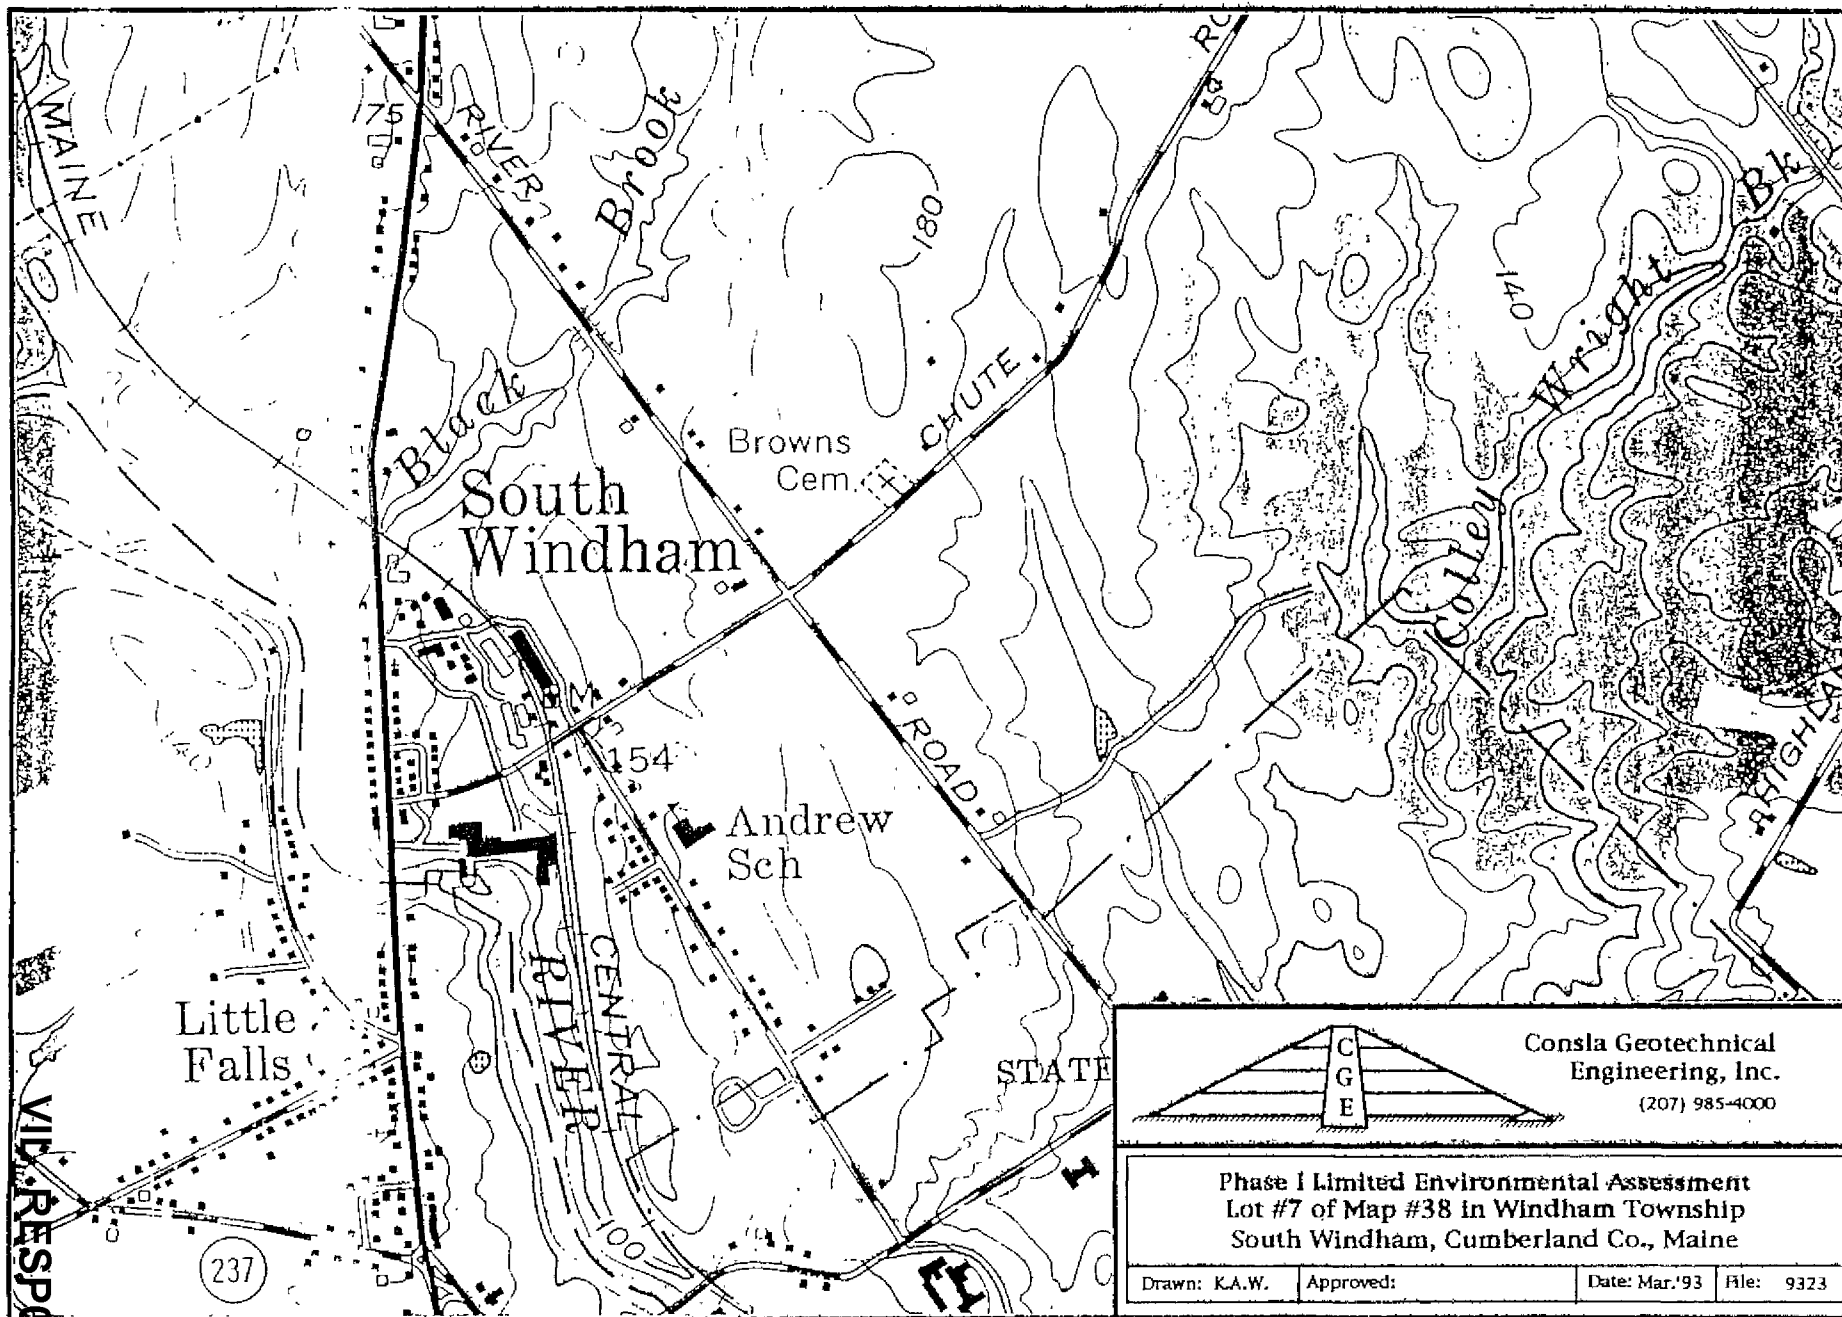 MAINE
175
RIVER
Brook
180
140
Bk
Wright
Colley
CHUTE
Browns
Cem.
Black
South
Windham
ROAD
154
Andrew
Sch
140
RIVER
CENTRAL
Little
Falls
STATE
100
237
C
G
E
Consla Geotechnical
Engineering, Inc.
(207) 985-4000
Phase I Limited Environmental Assessment
Lot #7 of Map #38 in Windham Township
South Windham, Cumberland Co., Maine
Drawn: K.A.W. Approved: Date: Mar.'93 File: 9323